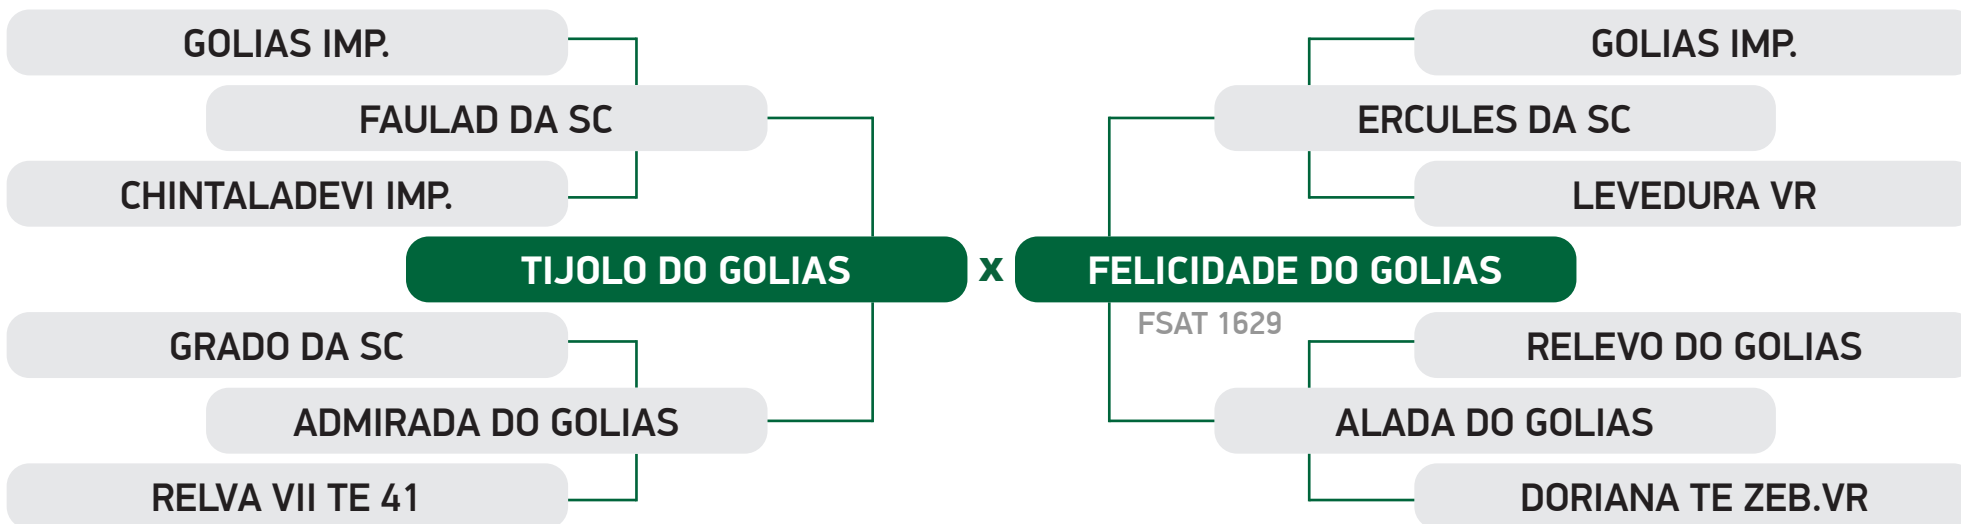 GOLIAS IMP.
GOLIAS IMP.
FAULAD DA SC
ERCULES DA SC
CHINTALADEVI IMP.
LEVEDURA VR
TIJOLO DO GOLIAS x FELICIDADE DO GOLIAS
FSAT 1629
GRADO DA SC
RELEVO DO GOLIAS
ADMIRADA DO GOLIAS
ALADA DO GOLIAS
RELVA VII TE 41
DORIANA TE ZEB.VR